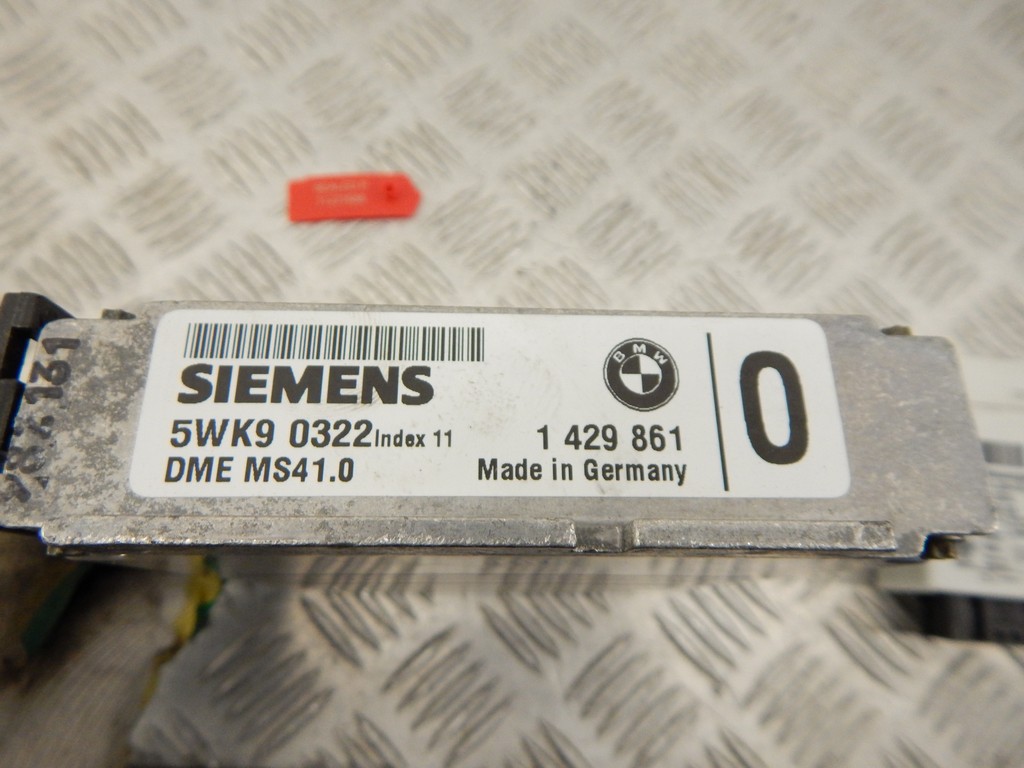 SIEMENS
BMW
0
5WK9 0322 Index 11
1 429 861
DME MS41.0
Made in Germany